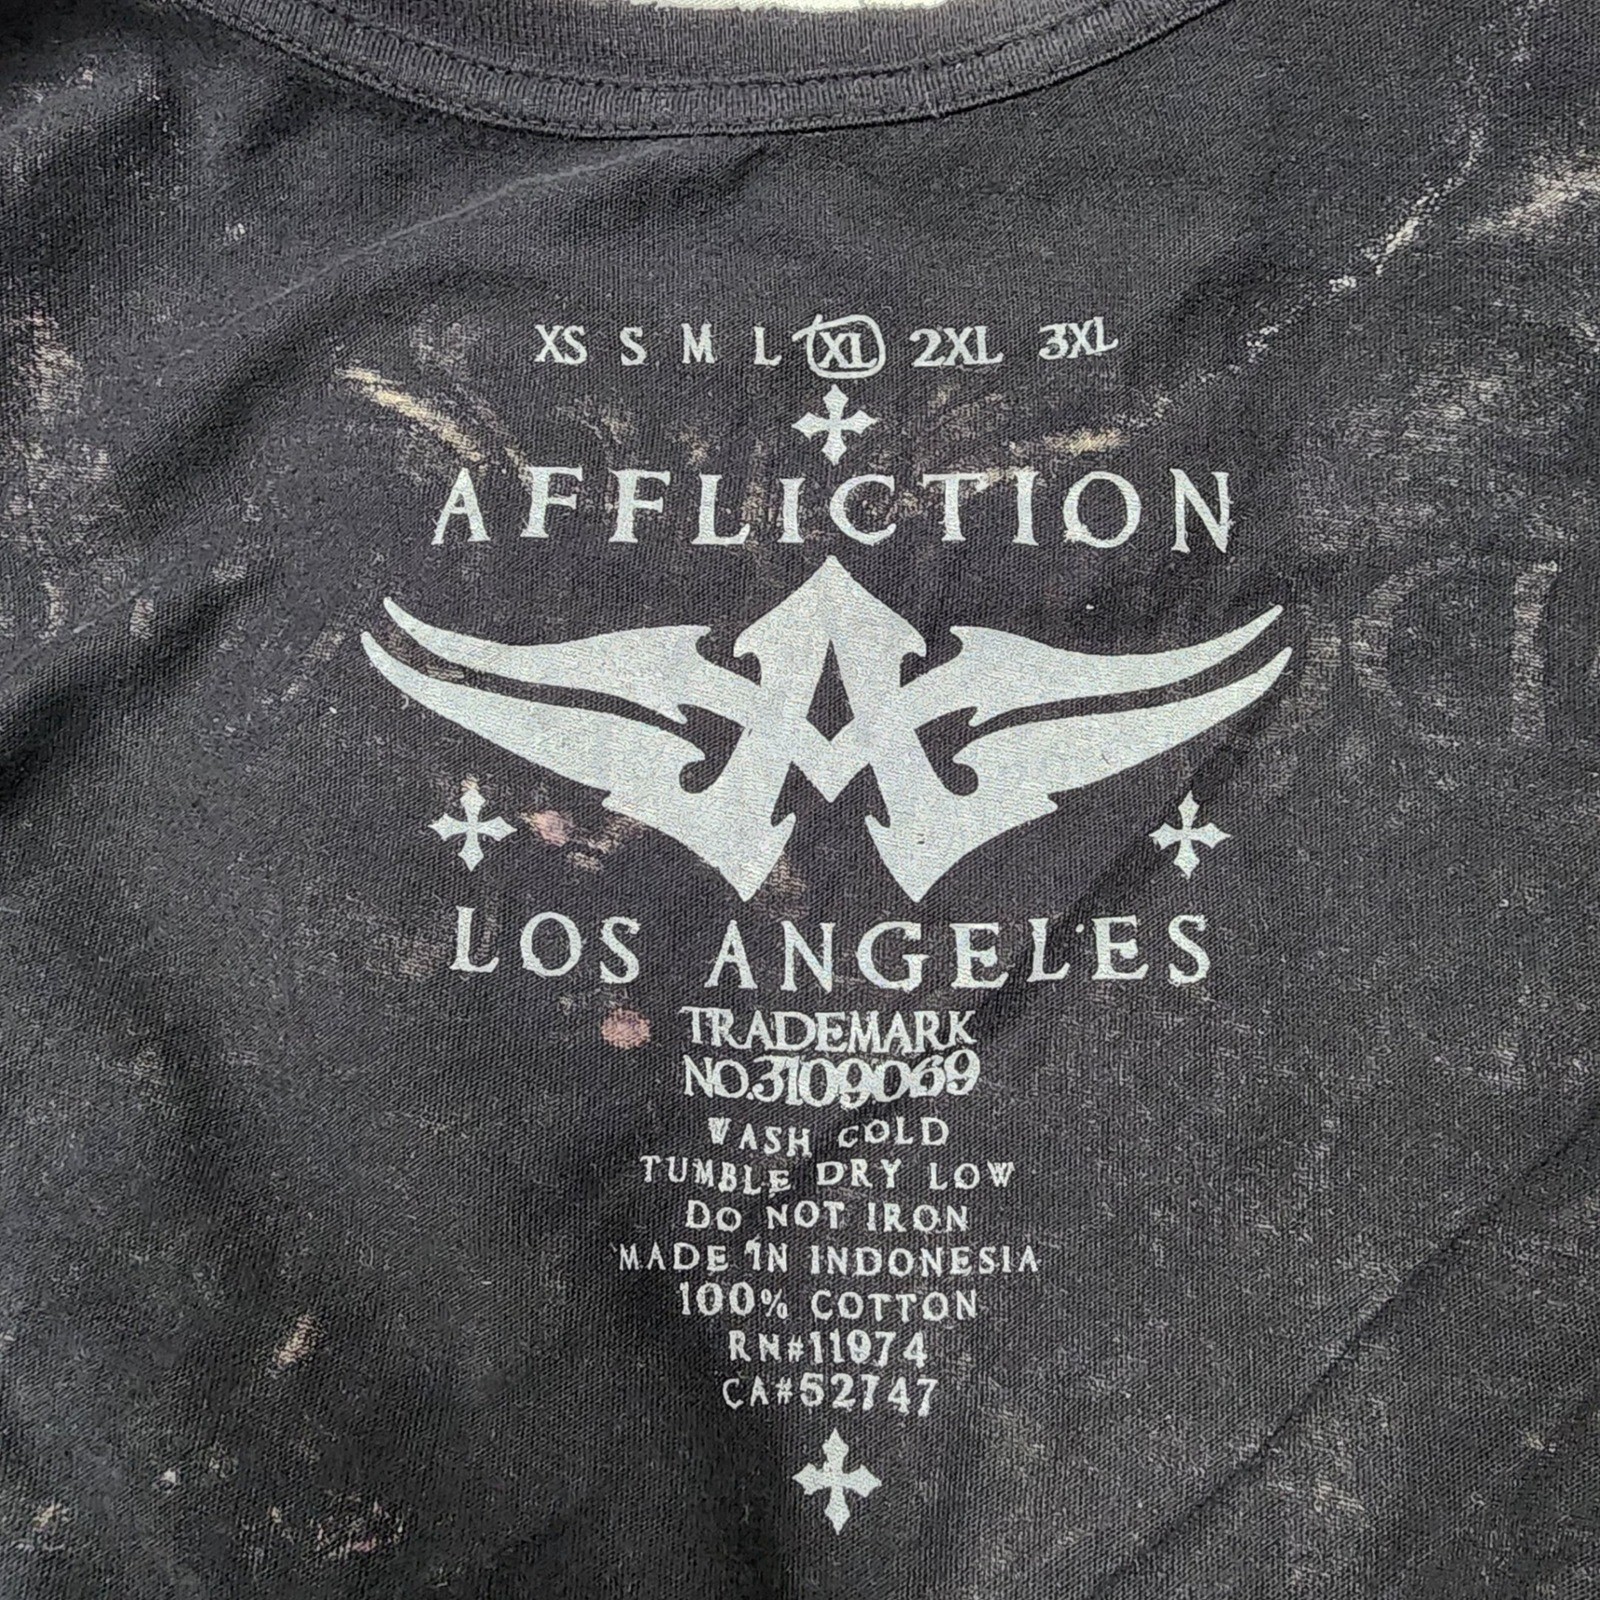 XS S M L XL 2XL 3XL
AFFLICTION
LOS ANGELES
TRADEMARK
NO.3109069
WASH COLD
TUMBLE DRY LOW
DO NOT IRON
MADE IN INDONESIA
100% COTTON
RN#11974
CA#52747